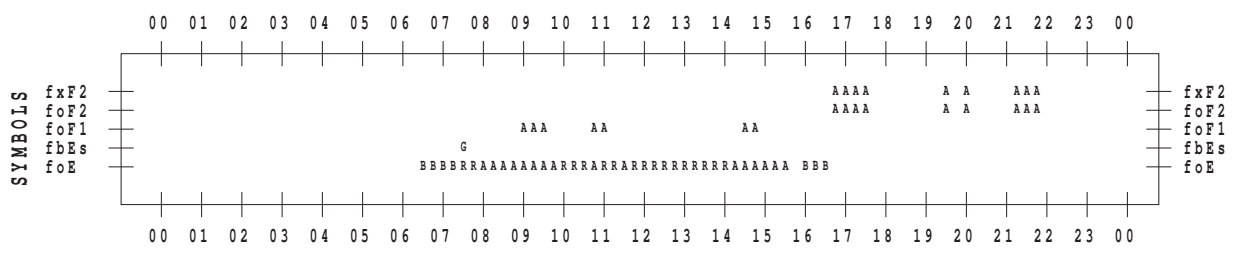 00 01 02 03 04 05 06 07 08 09 10 11 12 13 14 15 16 17 18 19 20 21 22 23 00
SYMBOLS
fxF2 AAAA A A AAA fxF2
foF2 AAAA A A AAA foF2
foF1 AAA AA AA foF1
fbEs G fbEs
foE BBBBRRAAAAAAAARRRARRARRRRRRRRRRAAAAAA BBB foE
00 01 02 03 04 05 06 07 08 09 10 11 12 13 14 15 16 17 18 19 20 21 22 23 00